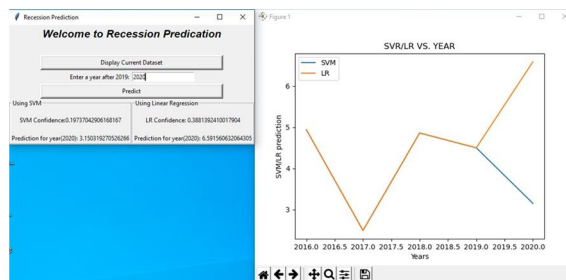 Recession Prediction
Welcome to Recession Predication
Display Current Dataset
Enter a year after 2019: 2020
Predict
Using SVM
SVM Confidence:0.19737042906168167
Prediction for year(2020): 3.150319270526266
Using Linear Regression
LR Confidence: 0.3881392410017904
Prediction for year(2020): 6.591560632064305
Figure 1
SVR/LR VS. YEAR
SVM
LR
SVM/LR prediction
6
5
4
3
2016.0 2016.5 2017.0 2017.5 2018.0 2018.5 2019.0 2019.5 2020.0
Years